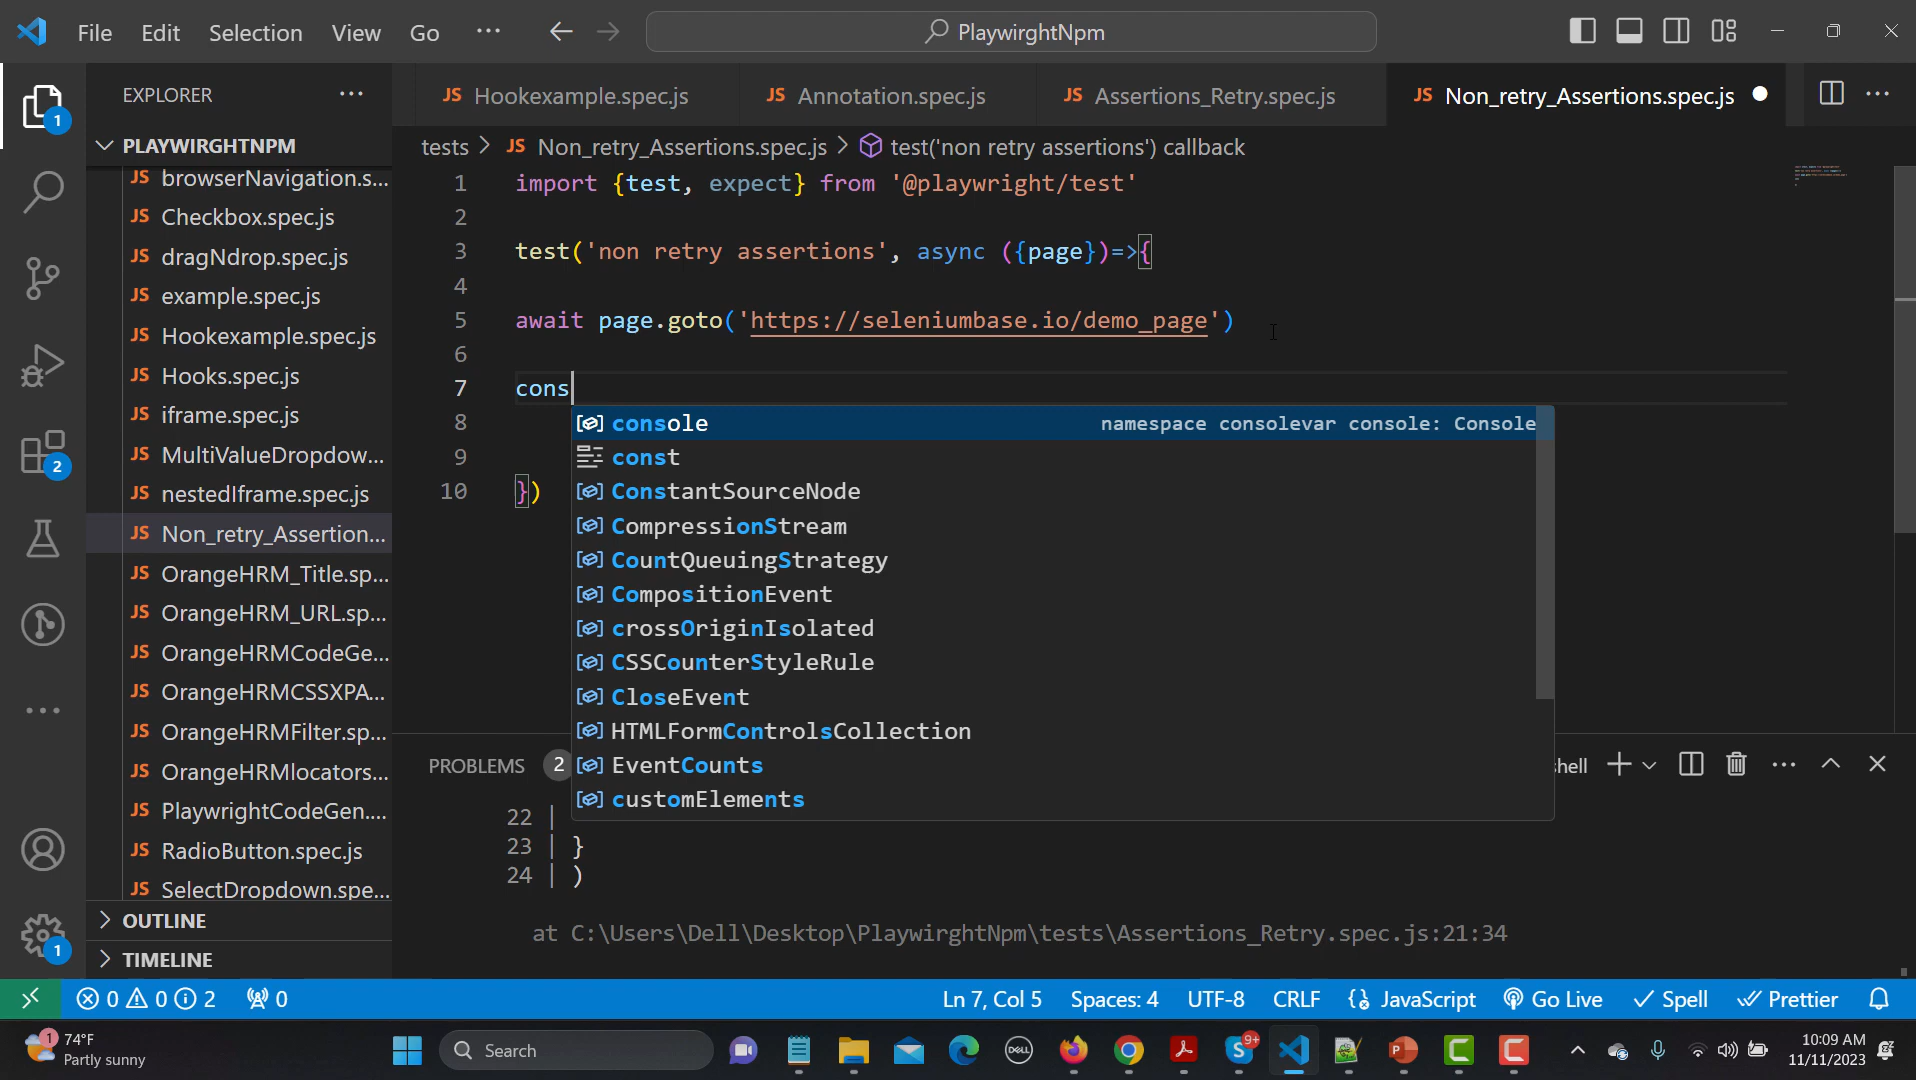 File Edit Selection View Go ··· PlaywirghtNpm
EXPLORER ···
JS Hookexample.spec.js JS Annotation.spec.js JS Assertions_Retry.spec.js JS Non_retry_Assertions.spec.js ···
PLAYWIRGHTNPM
tests > JS Non_retry_Assertions.spec.js > test('non retry assertions') callback
JS browserNavigation.s...
JS Checkbox.spec.js
JS dragNdrop.spec.js
JS example.spec.js
JS Hookexample.spec.js
JS Hooks.spec.js
JS iframe.spec.js
JS MultiValueDropdow...
JS nestedIframe.spec.js
JS Non_retry_Assertion...
JS OrangeHRM_Title.sp...
JS OrangeHRM_URL.sp...
JS OrangeHRMCodeGe...
JS OrangeHRMCSSXPA...
JS OrangeHRMFilter.sp...
JS OrangeHRMlocators...
JS PlaywrightCodeGen....
JS RadioButton.spec.js
JS SelectDropdown.spe...
OUTLINE
TIMELINE
1
2
2
1
1 import {test, expect} from '@playwright/test'
2
3 test('non retry assertions', async ({page})=>{
4
5 await page.goto('https://seleniumbase.io/demo_page')
6
7 cons
8
9
10 })
console namespace consolevar console: Console
const
ConstantSourceNode
CompressionStream
CountQueuingStrategy
CompositionEvent
crossOriginIsolated
CSSCounterStyleRule
CloseEvent
HTMLFormControlsCollection
EventCounts
customElements
PROBLEMS 2 hell
22 |
23 | }
24 | )
at C:\Users\Dell\Desktop\PlaywirghtNpm\tests\Assertions_Retry.spec.js:21:34
0 0 2 0 Ln 7, Col 5 Spaces: 4 UTF-8 CRLF {} JavaScript Go Live Spell Prettier
1 74°F
Partly sunny
Search
DELL
9+
10:09 AM
11/11/2023